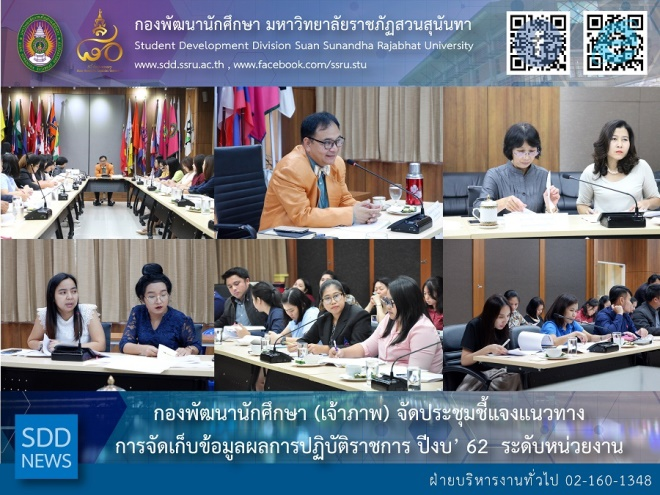 กองพัฒนานักศึกษา มหาวิทยาลัยราชภัฏสวนสุนันทา
Student Development Division Suan Sunandha Rajabhat University
www.sdd.ssru.ac.th , www.facebook.com/ssru.stu
กองพัฒนานักศึกษา (เจ้าภาพ) จัดประชุมชี้แจงแนวทาง
การจัดเก็บข้อมูลผลการปฏิบัติราชการ ปีงบ' 62 ระดับหน่วยงาน
SDD
NEWS
ฝ่ายบริหารงานทั่วไป 02-160-1348